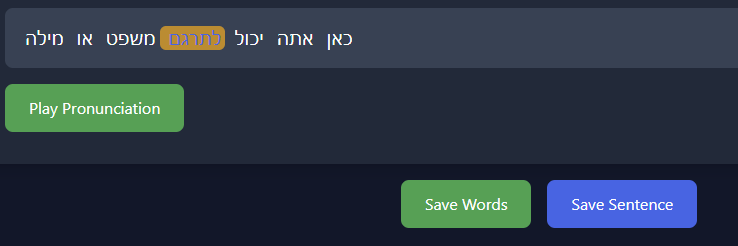 כאן אתה יכול לתרגם משפט או מילה
Play Pronunciation
Save Words Save Sentence